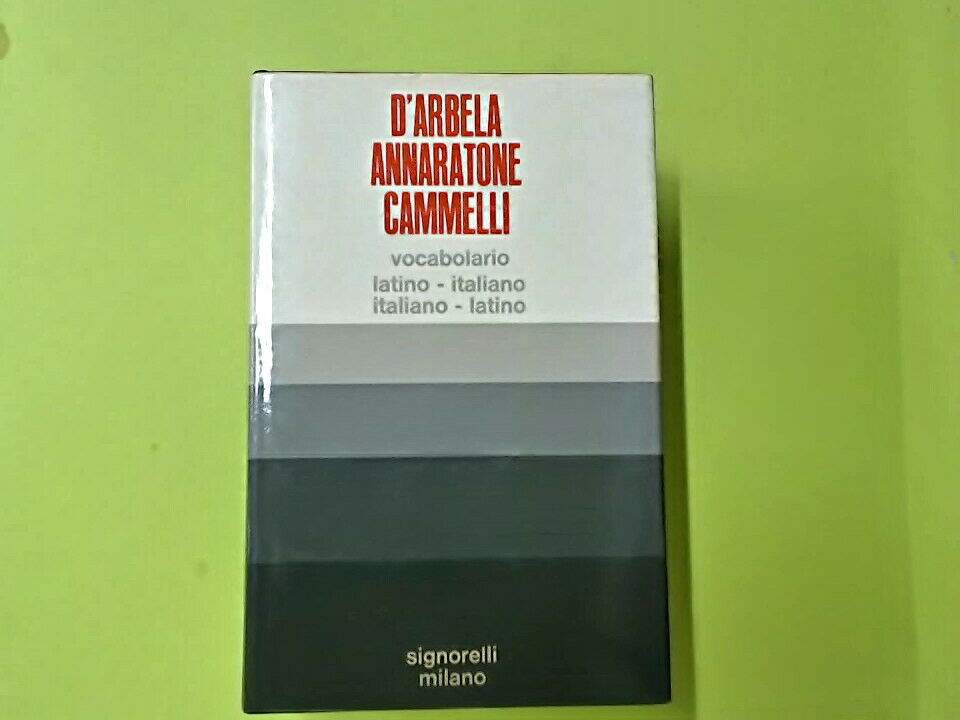 D'ARBELA
ANNARATONE
CAMMELLI
vocabolario
latino - italiano
italiano - latino
signorelli
milano